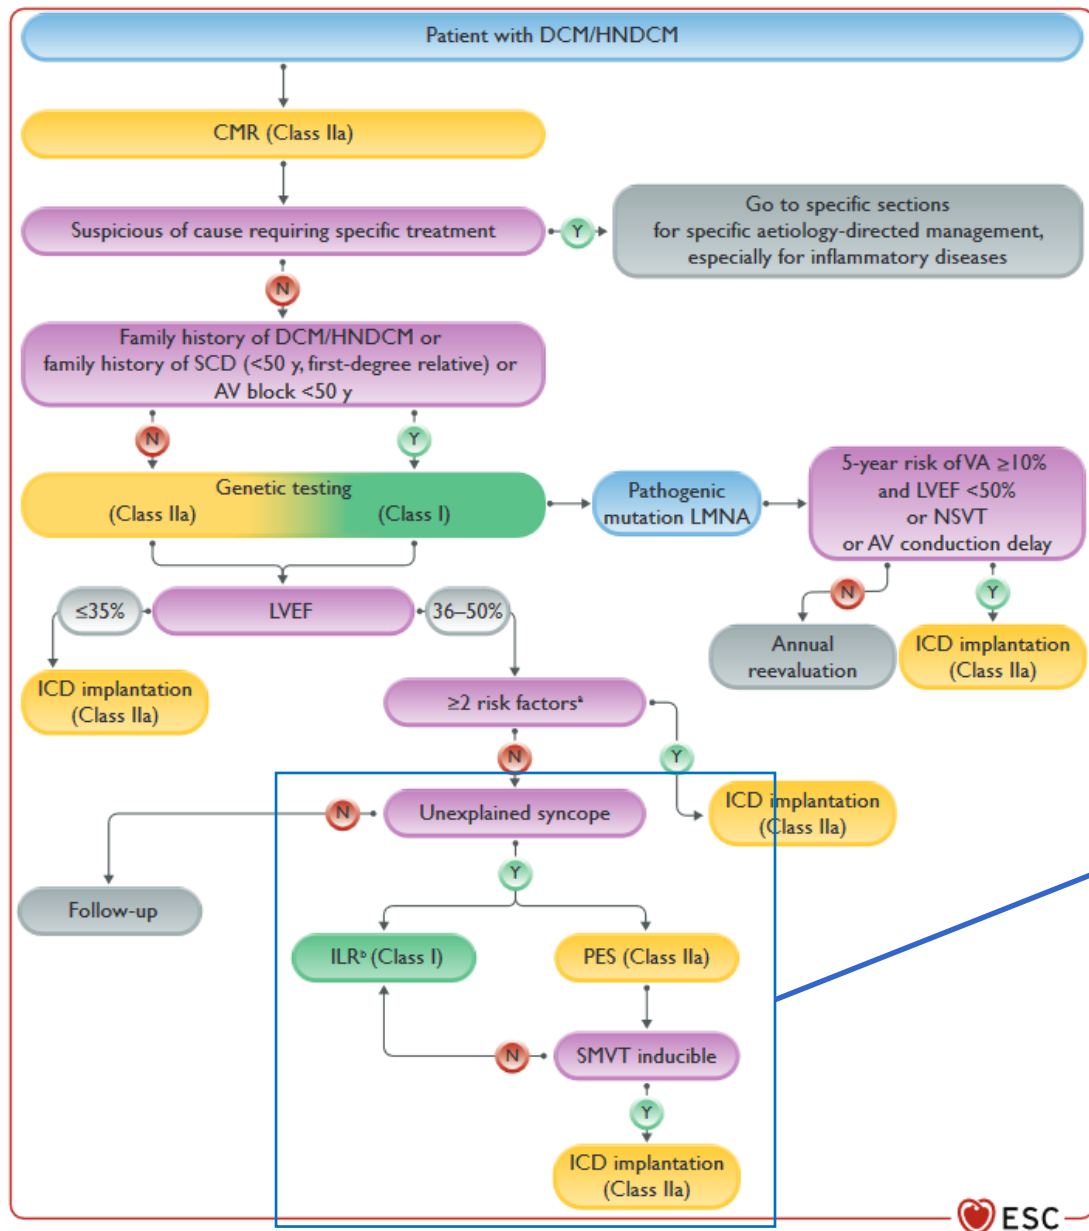 Patient with DCM/HNDCM
CMR (Class IIa)
Suspicious of cause requiring specific treatment
Y
Go to specific sections
for specific aetiology-directed management,
especially for inflammatory diseases
N
Family history of DCM/HNDCM or
family history of SCD (<50 y, first-degree relative) or
AV block <50 y
N
Y
Genetic testing
(Class IIa)
(Class I)
Pathogenic
mutation LMNA
5-year risk of VA ≥10%
and LVEF <50%
or NSVT
or AV conduction delay
N
Y
Annual
reevaluation
ICD implantation
(Class IIa)
≤35%
LVEF
36–50%
ICD implantation
(Class IIa)
≥2 risk factorsᵃ
N
Y
ICD implantation
(Class IIa)
Unexplained syncope
N
Y
Follow-up
ILRᵇ (Class I)
PES (Class IIa)
SMVT inducible
N
Y
ICD implantation
(Class IIa)
ESC